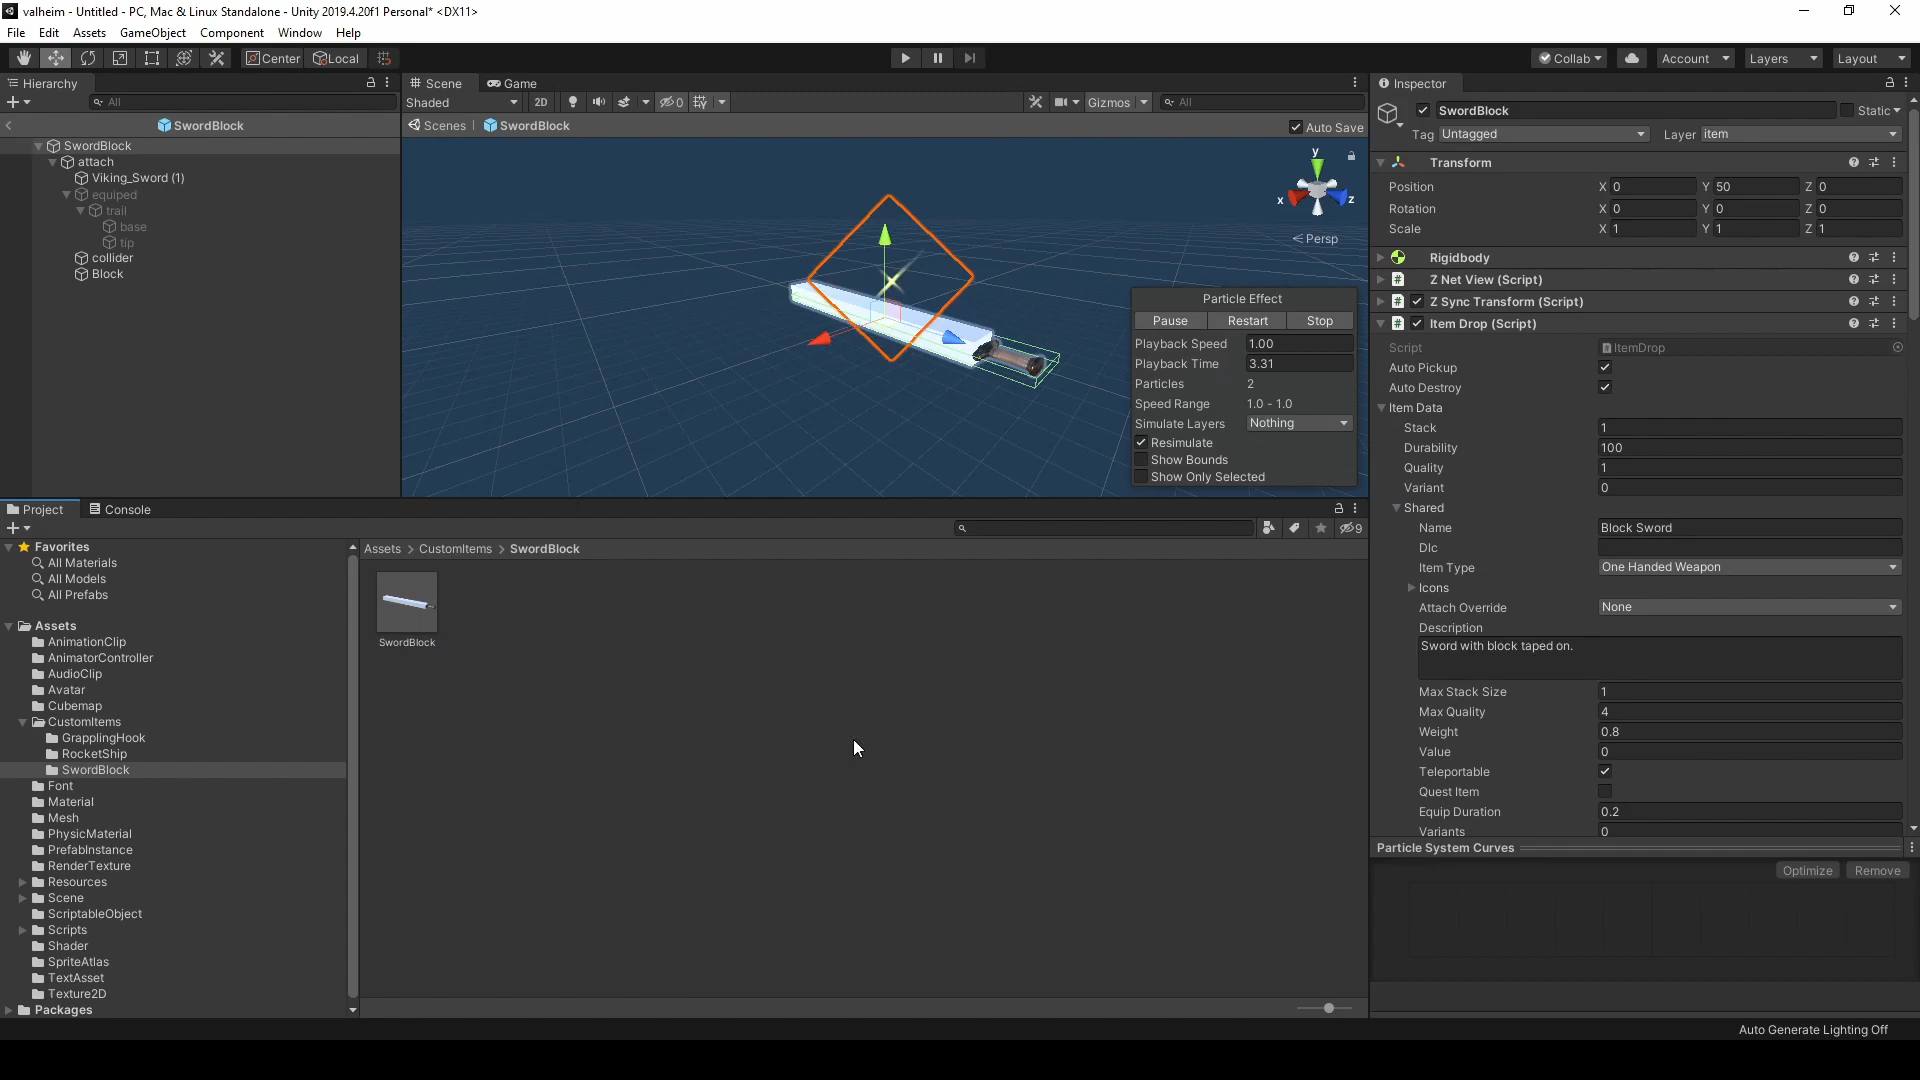 valheim - Untitled - PC, Mac & Linux Standalone - Unity 2019.4.20f1 Personal* <DX11>
File Edit Assets GameObject Component Window Help
Center Local
Collab Account Layers Layout
Hierarchy
All
SwordBlock
SwordBlock
attach
Viking_Sword (1)
equiped
trail
base
tip
collider
Block
Scene Game
Shaded 2D 0 Gizmos All
Scenes SwordBlock Auto Save
y
x z
Persp
Particle Effect
Pause Restart Stop
Playback Speed 1.00
Playback Time 3.31
Particles 2
Speed Range 1.0 - 1.0
Simulate Layers Nothing
Resimulate
Show Bounds
Show Only Selected
Inspector
SwordBlock Static
Tag Untagged Layer item
Transform
Position X 0 Y 50 Z 0
Rotation X 0 Y 0 Z 0
Scale X 1 Y 1 Z 1
Rigidbody
Z Net View (Script)
Z Sync Transform (Script)
Item Drop (Script)
Script ItemDrop
Auto Pickup
Auto Destroy
Item Data
Stack 1
Durability 100
Quality 1
Variant 0
Shared
Name Block Sword
Dlc
Item Type One Handed Weapon
Icons
Attach Override None
Description
Sword with block taped on.
Max Stack Size 1
Max Quality 4
Weight 0.8
Value 0
Teleportable
Quest Item
Equip Duration 0.2
Variants 0
Particle System Curves
Optimize Remove
Project Console
9
Favorites
All Materials
All Models
All Prefabs
Assets
AnimationClip
AnimatorController
AudioClip
Avatar
Cubemap
CustomItems
GrapplingHook
RocketShip
SwordBlock
Font
Material
Mesh
PhysicMaterial
PrefabInstance
RenderTexture
Resources
Scene
ScriptableObject
Scripts
Shader
SpriteAtlas
TextAsset
Texture2D
Packages
Assets > CustomItems > SwordBlock
SwordBlock
Auto Generate Lighting Off